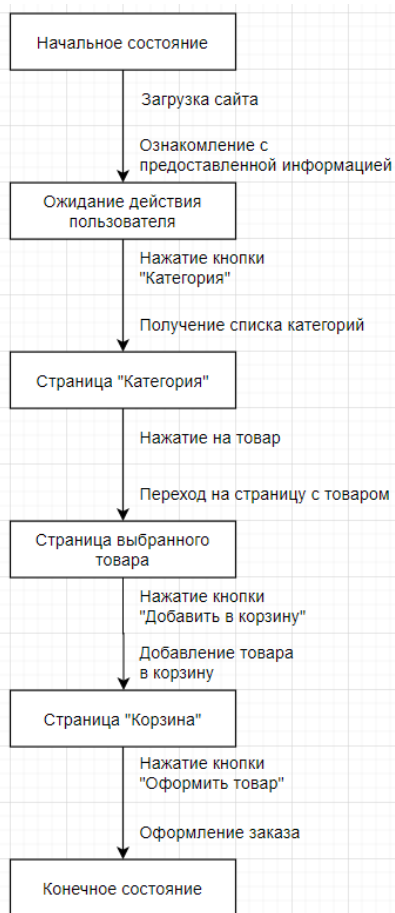 Начальное состояние
Загрузка сайта
Ознакомление с
предоставленной информацией
Ожидание действия
пользователя
Нажатие кнопки
"Категория"
Получение списка категорий
Страница "Категория"
Нажатие на товар
Переход на страницу с товаром
Страница выбранного
товара
Нажатие кнопки
"Добавить в корзину"
Добавление товара
в корзину
Страница "Корзина"
Нажатие кнопки
"Оформить товар"
Оформление заказа
Конечное состояние